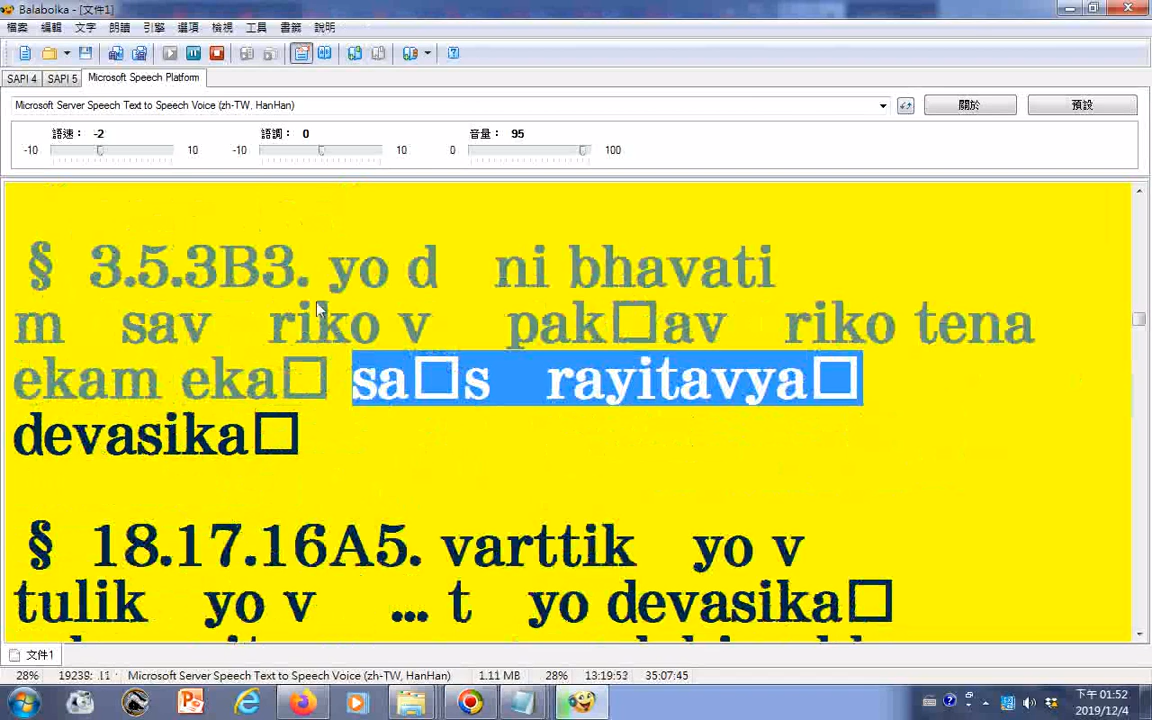 Balabolka - [文件1]
檔案 編輯 文字 朗讀 引擎 選項 檢視 工具 書籤 說明
SAPI 4 SAPI 5 Microsoft Speech Platform
Microsoft Server Speech Text to Speech Voice (zh-TW, HanHan) 關於 預設
語速： -2 語調： 0 音量： 95
-10 10 -10 10 0 100
§ 3.5.3B3. yo d ni bhavati
m sav riko v pak□av riko tena
ekam eka□ sa□s rayitavya□
devasika□
§ 18.17.16A5. varttik yo v
tulik yo v ... t yo devasika□
文件1
28% Microsoft Server Speech Text to Speech Voice (zh-TW, HanHan) 1.11 MB 28% 13:19:53 35:07:45
下午 01:52
2019/12/4